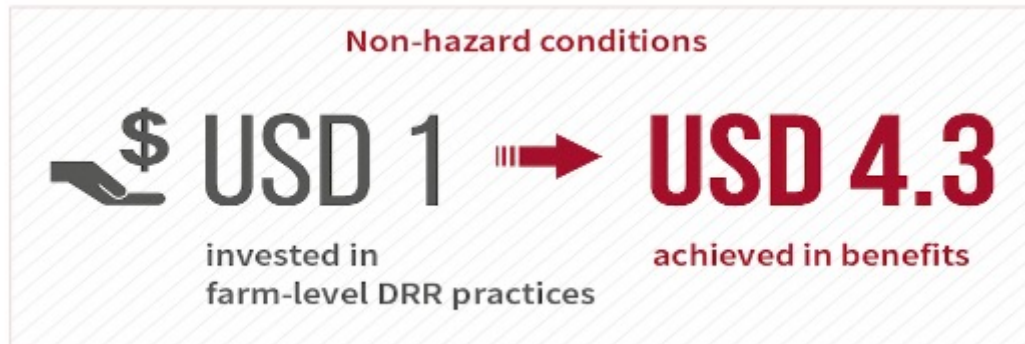 Non-hazard conditions
$ USD 1 USD 4.3
invested in achieved in benefits
farm-level DRR practices